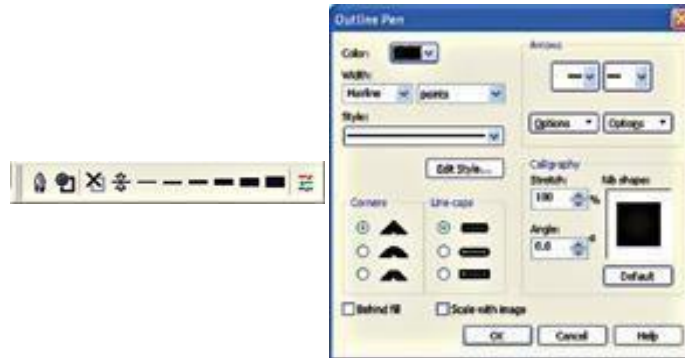 Outline Pen
Color:
Arrows
Width:
Hairline points
Style:
Options Options
Edit Style...
Calligraphy
Stretch: Nib shape:
100 %
Corners Line caps
Angle:
0.0
Default
Behind fill Scale with image
OK Cancel Help